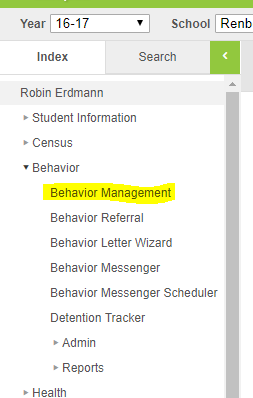 Year 16-17 School Renb
Index Search
Robin Erdmann
Student Information
Census
Behavior
Behavior Management
Behavior Referral
Behavior Letter Wizard
Behavior Messenger
Behavior Messenger Scheduler
Detention Tracker
Admin
Reports
Health